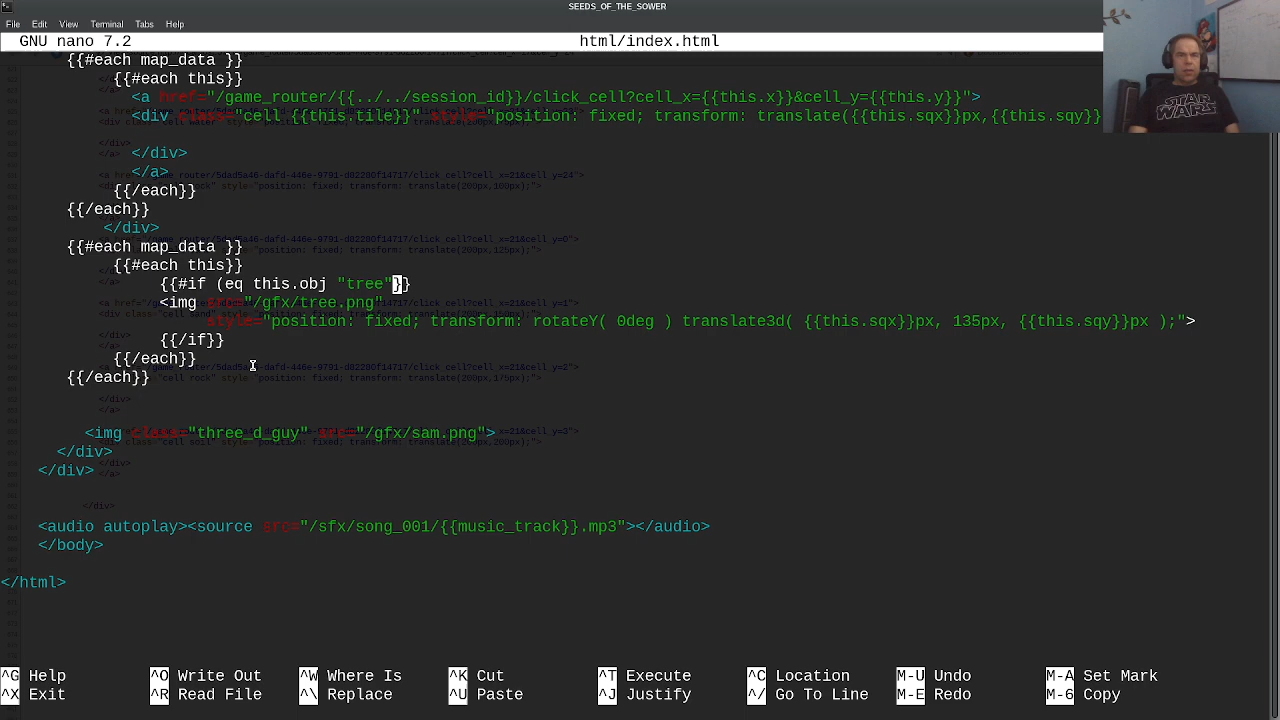 SEEDS_OF_THE_SOWER
File Edit View Terminal Tabs Help
GNU nano 7.2 html/index.html
{{#each map_data }}
{{#each this}}
<a href="/game_router/{{../../session_id}}/click_cell?cell_x={{this.x}}&cell_y={{this.y}}">
<div class="cell {{this.tile}}" style="position: fixed; transform: translate({{this.sqx}}px,{{this.sqy}}
</div>
</a>
{{/each}}
{{/each}}
</div>
{{#each map_data }}
{{#each this}}
{{#if (eq this.obj "tree"}}
<img src="/gfx/tree.png"
style="position: fixed; transform: rotateY( 0deg ) translate3d( {{this.sqx}}px, 135px, {{this.sqy}}px );">
{{/if}}
{{/each}}
{{/each}}
<img class="three_d_guy" src="/gfx/sam.png">
</div>
</div>
<audio autoplay><source src="/sfx/song_001/{{music_track}}.mp3"></audio>
</body>
</html>
^G Help ^O Write Out ^W Where Is ^K Cut ^T Execute ^C Location M-U Undo M-A Set Mark
^X Exit ^R Read File ^\ Replace ^U Paste ^J Justify ^/ Go To Line M-E Redo M-6 Copy
STAR
WARS